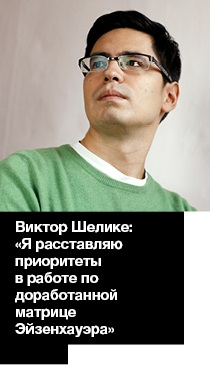 Виктор Шелике:
«Я расставляю
приоритеты
в работе по
доработанной
матрице
Эйзенхауэра»